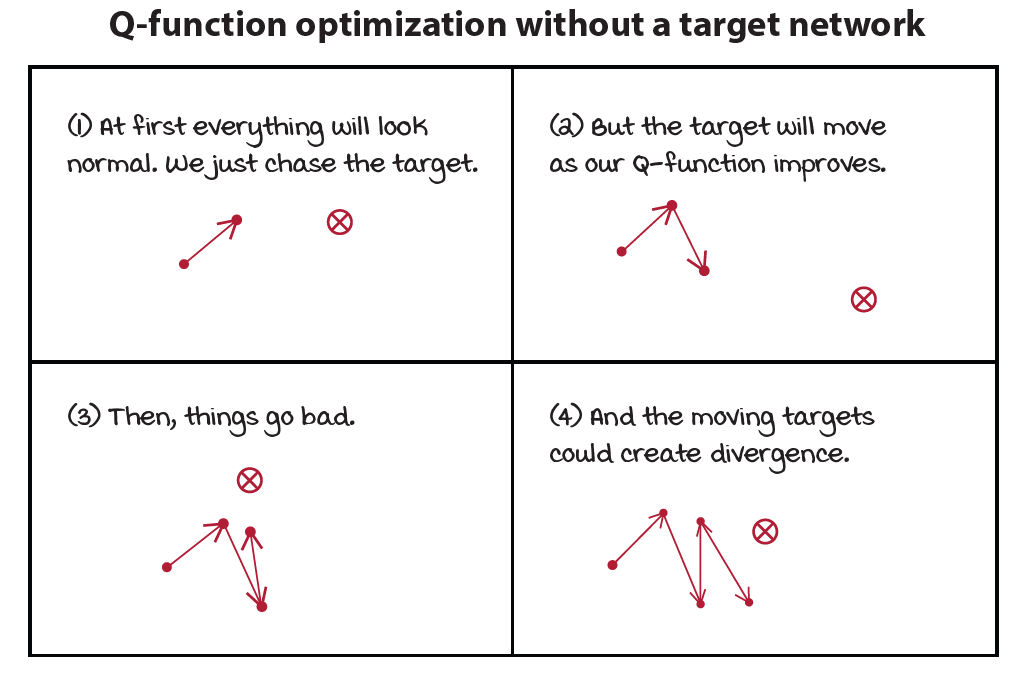 Q-function optimization without a target network
(1) At first everything will look
normal. We just chase the target.
(2) But the target will move
as our Q-function improves.
(3) Then, things go bad.
(4) And the moving targets
could create divergence.